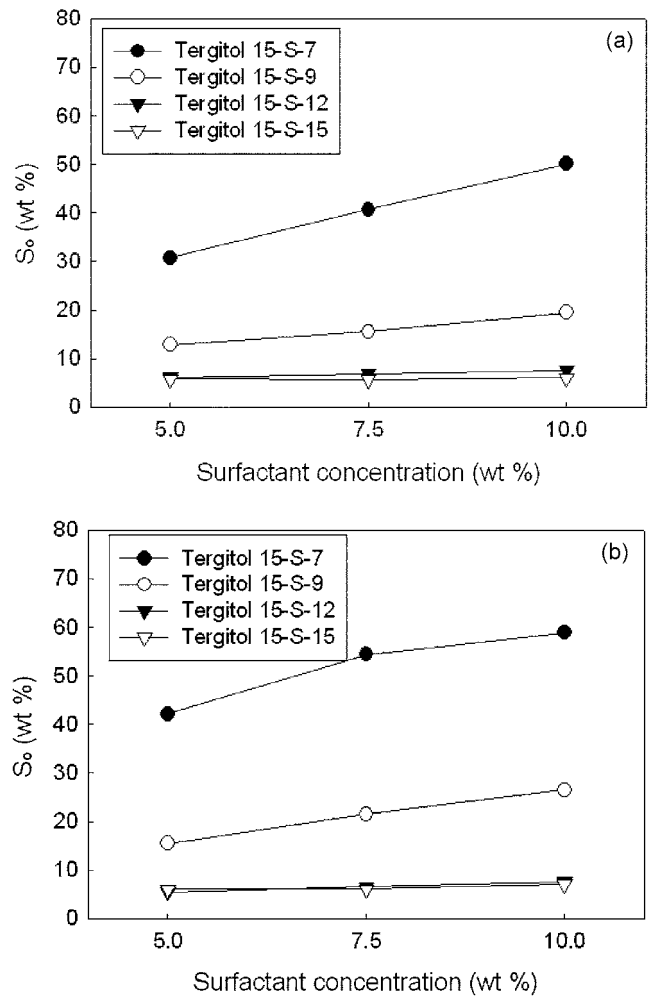 80
(a)
Tergitol 15-S-7
70
Tergitol 15-S-9
60
Tergitol 15-S-12
Tergitol 15-S-15
50
40
30
20
10
0
So (wt %)
5.0 7.5 10.0
Surfactant concentration (wt %)
80
(b)
Tergitol 15-S-7
70
Tergitol 15-S-9
60
Tergitol 15-S-12
Tergitol 15-S-15
50
40
30
20
10
0
So (wt %)
5.0 7.5 10.0
Surfactant concentration (wt %)